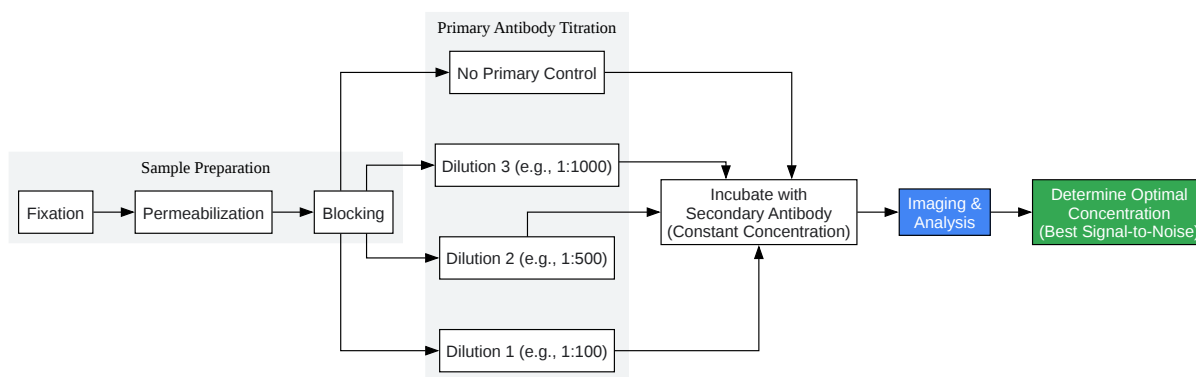 Primary Antibody Titration
No Primary Control
Sample Preparation
Dilution 3 (e.g., 1:1000)
Fixation
Permeabilization
Blocking
Incubate with
Secondary Antibody
(Constant Concentration)
Imaging &
Analysis
Determine Optimal
Concentration
(Best Signal-to-Noise)
Dilution 2 (e.g., 1:500)
Dilution 1 (e.g., 1:100)